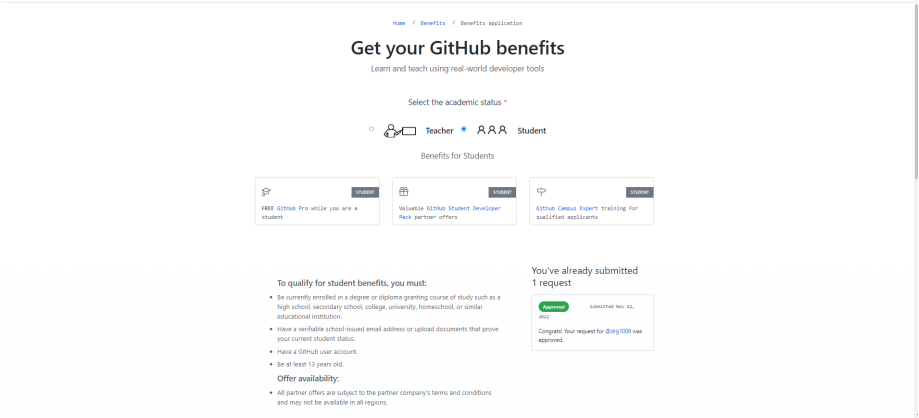 Home / Benefits / Benefits application
Get your GitHub benefits
Learn and teach using real-world developer tools
Select the academic status *
Teacher Student
Benefits for Students
STUDENT
FREE GitHub Pro while you are a
student
STUDENT
Valuable GitHub Student Developer
Pack partner offers
STUDENT
Github Campus Expert training for
qualified applicants
To qualify for student benefits, you must:
Be currently enrolled in a degree or diploma granting course of study such as a
high school, secondary school, college, university, homeschool, or similar
educational institution.
Have a verifiable school-issued email address or upload documents that prove
your current student status.
Have a GitHub user account.
Be at least 13 years old.
Offer availability:
All partner offers are subject to the partner company's terms and conditions
and may not be available in all regions.
You've already submitted
1 request
Approved Submitted Nov 12,
2022
Congrats! Your request for @drg1006 was
approved.